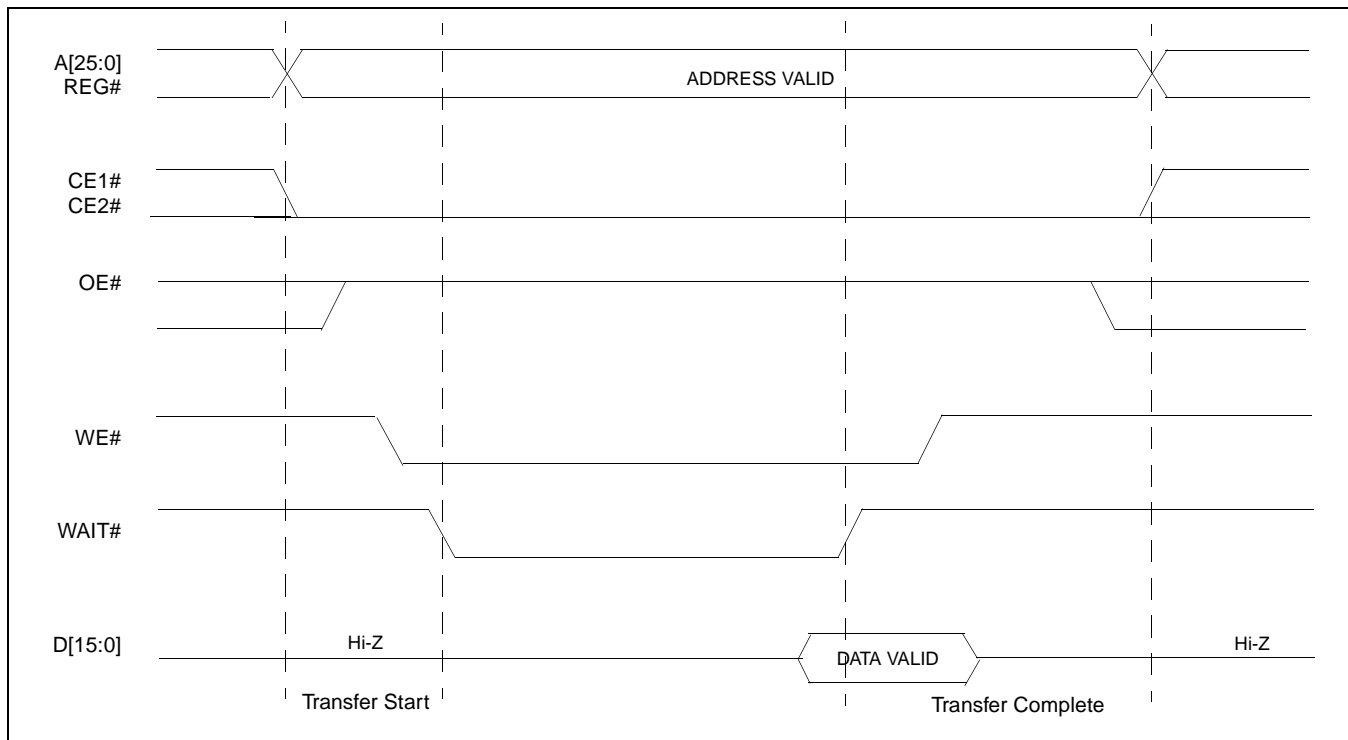 A[25:0]
REG#
ADDRESS VALID
CE1#
CE2#
OE#
WE#
WAIT#
D[15:0]
Hi-Z
DATA VALID
Hi-Z
Transfer Start
Transfer Complete